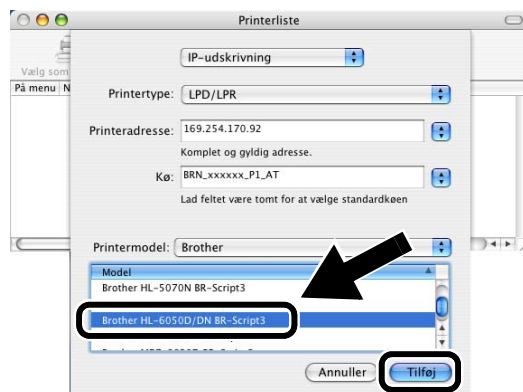 Printerliste
IP-udskrivning
Vælg som
På menu N
Printertype: LPD/LPR
Printeradresse: 169.254.170.92
Komplet og gyldig adresse.
Kø: BRN_xxxxxx_P1_AT
Lad feltet være tomt for at vælge standardkøen
Printermodel: Brother
Model
Brother HL-5070N BR-Script3
Brother HL-6050D/DN BR-Script3
Annuller Tilføj